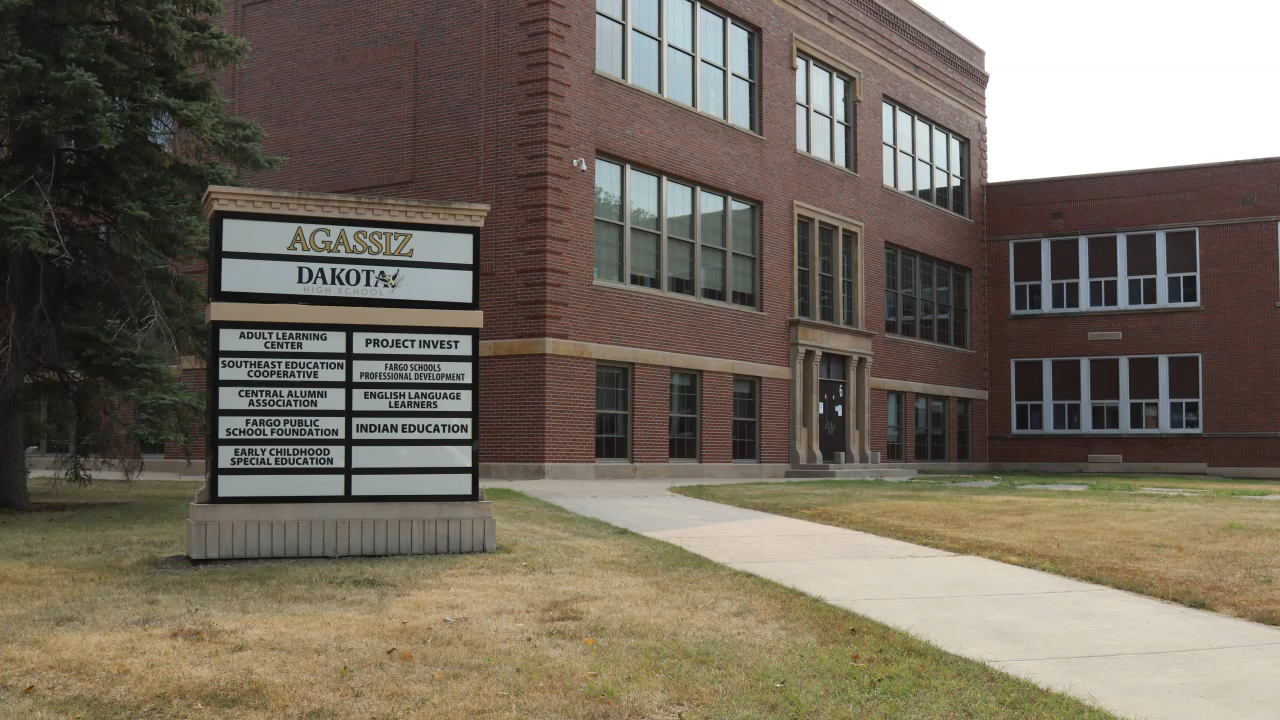 AGASSIZ
DAKOTA
HIGH SCHOOL
ADULT LEARNING
CENTER
PROJECT INVEST
SOUTHEAST EDUCATION
COOPERATIVE
FARGO SCHOOLS
PROFESSIONAL DEVELOPMENT
CENTRAL ALUMNI
ASSOCIATION
ENGLISH LANGUAGE
LEARNERS
FARGO PUBLIC
SCHOOL FOUNDATION
INDIAN EDUCATION
EARLY CHILDHOOD
SPECIAL EDUCATION
6